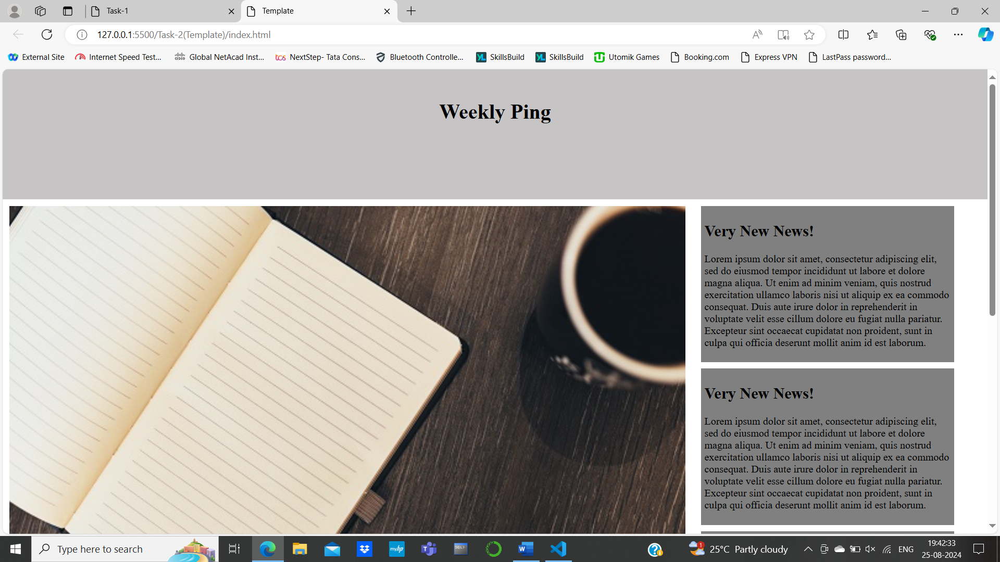 Task-1
Template
127.0.0.1:5500/Task-2(Template)/index.html
External Site
Internet Speed Test...
Global NetAcad Inst...
NextStep- Tata Cons...
Bluetooth Controlle...
SkillsBuild
SkillsBuild
Utomik Games
Booking.com
Express VPN
LastPass password...
Weekly Ping
Very New News!
Lorem ipsum dolor sit amet, consectetur adipiscing elit,
sed do eiusmod tempor incididunt ut labore et dolore
magna aliqua. Ut enim ad minim veniam, quis nostrud
exercitation ullamco laboris nisi ut aliquip ex ea commodo
consequat. Duis aute irure dolor in reprehenderit in
voluptate velit esse cillum dolore eu fugiat nulla pariatur.
Excepteur sint occaecat cupidatat non proident, sunt in
culpa qui officia deserunt mollit anim id est laborum.
Very New News!
Lorem ipsum dolor sit amet, consectetur adipiscing elit,
sed do eiusmod tempor incididunt ut labore et dolore
magna aliqua. Ut enim ad minim veniam, quis nostrud
exercitation ullamco laboris nisi ut aliquip ex ea commodo
consequat. Duis aute irure dolor in reprehenderit in
voluptate velit esse cillum dolore eu fugiat nulla pariatur.
Excepteur sint occaecat cupidatat non proident, sunt in
culpa qui officia deserunt mollit anim id est laborum.
Type here to search
25°C Partly cloudy
ENG
19:42:33
25-08-2024